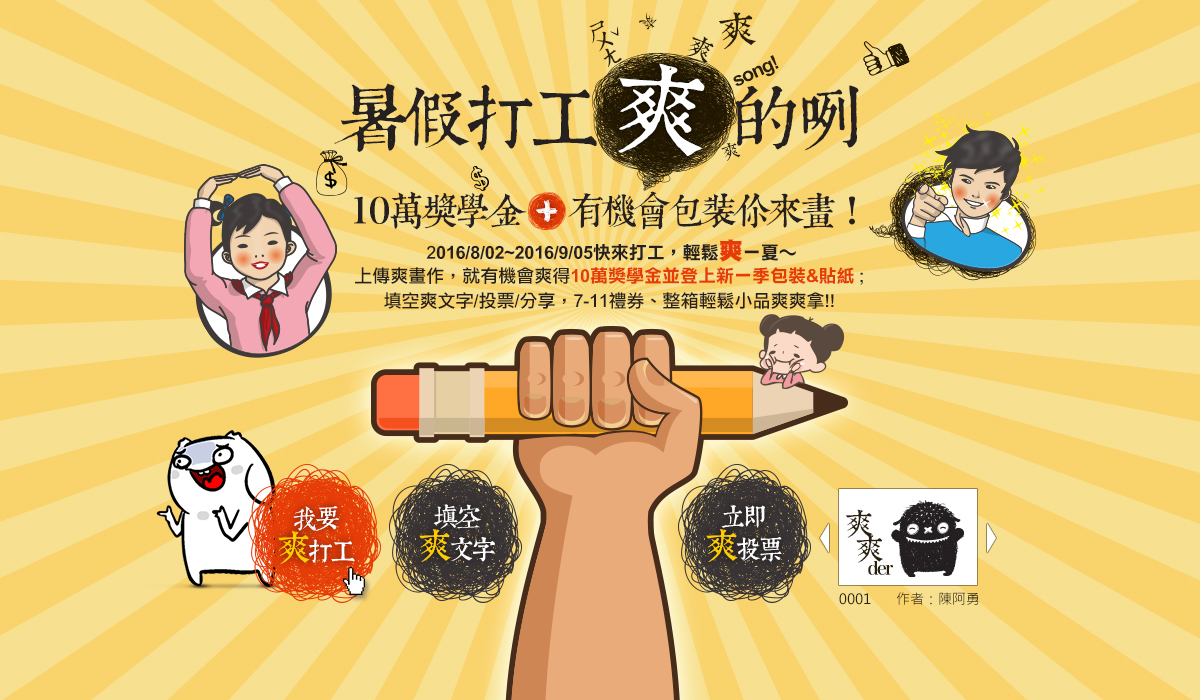 ㄕㄨㄤˇ
爽
爽
song!
暑假打工爽的咧
爽
$
$
10萬獎學金+有機會包裝你來畫！
2016/8/02~2016/9/05快來打工，輕鬆爽一夏～
上傳爽畫作，就有機會爽得10萬獎學金並登上新一季包裝&貼紙；
填空爽文字/投票/分享，7-11禮券、整箱輕鬆小品爽爽拿!!
我要
爽打工
填空
爽文字
立即
爽投票
爽
爽
der
0001 作者：陳阿勇